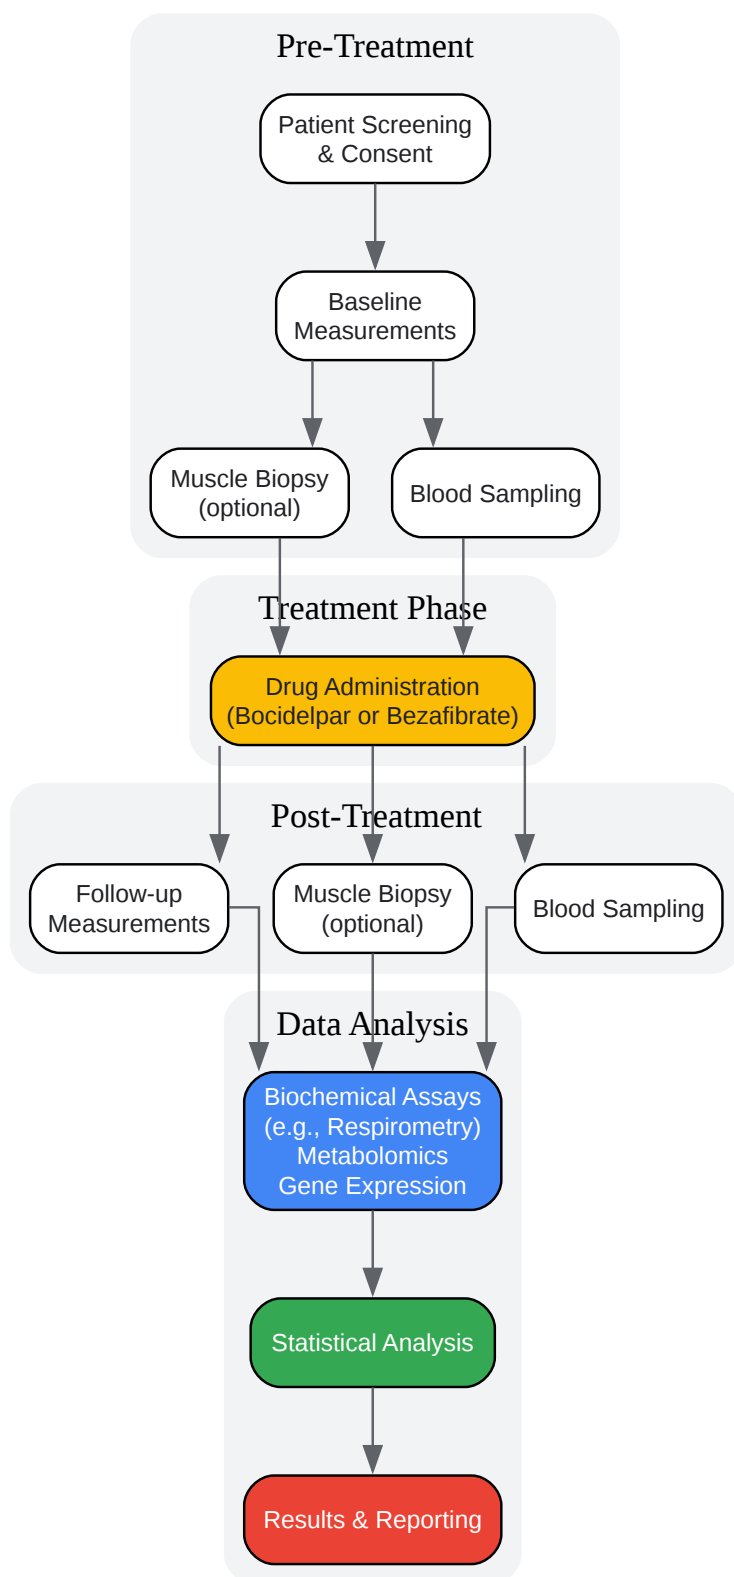 Pre-Treatment
Patient Screening
& Consent
Baseline
Measurements
Muscle Biopsy
(optional)
Blood Sampling
Treatment Phase
Drug Administration
(Bocidelpar or Bezafibrate)
Post-Treatment
Follow-up
Measurements
Muscle Biopsy
(optional)
Blood Sampling
Data Analysis
Biochemical Assays
(e.g., Respirometry)
Metabolomics
Gene Expression
Statistical Analysis
Results & Reporting